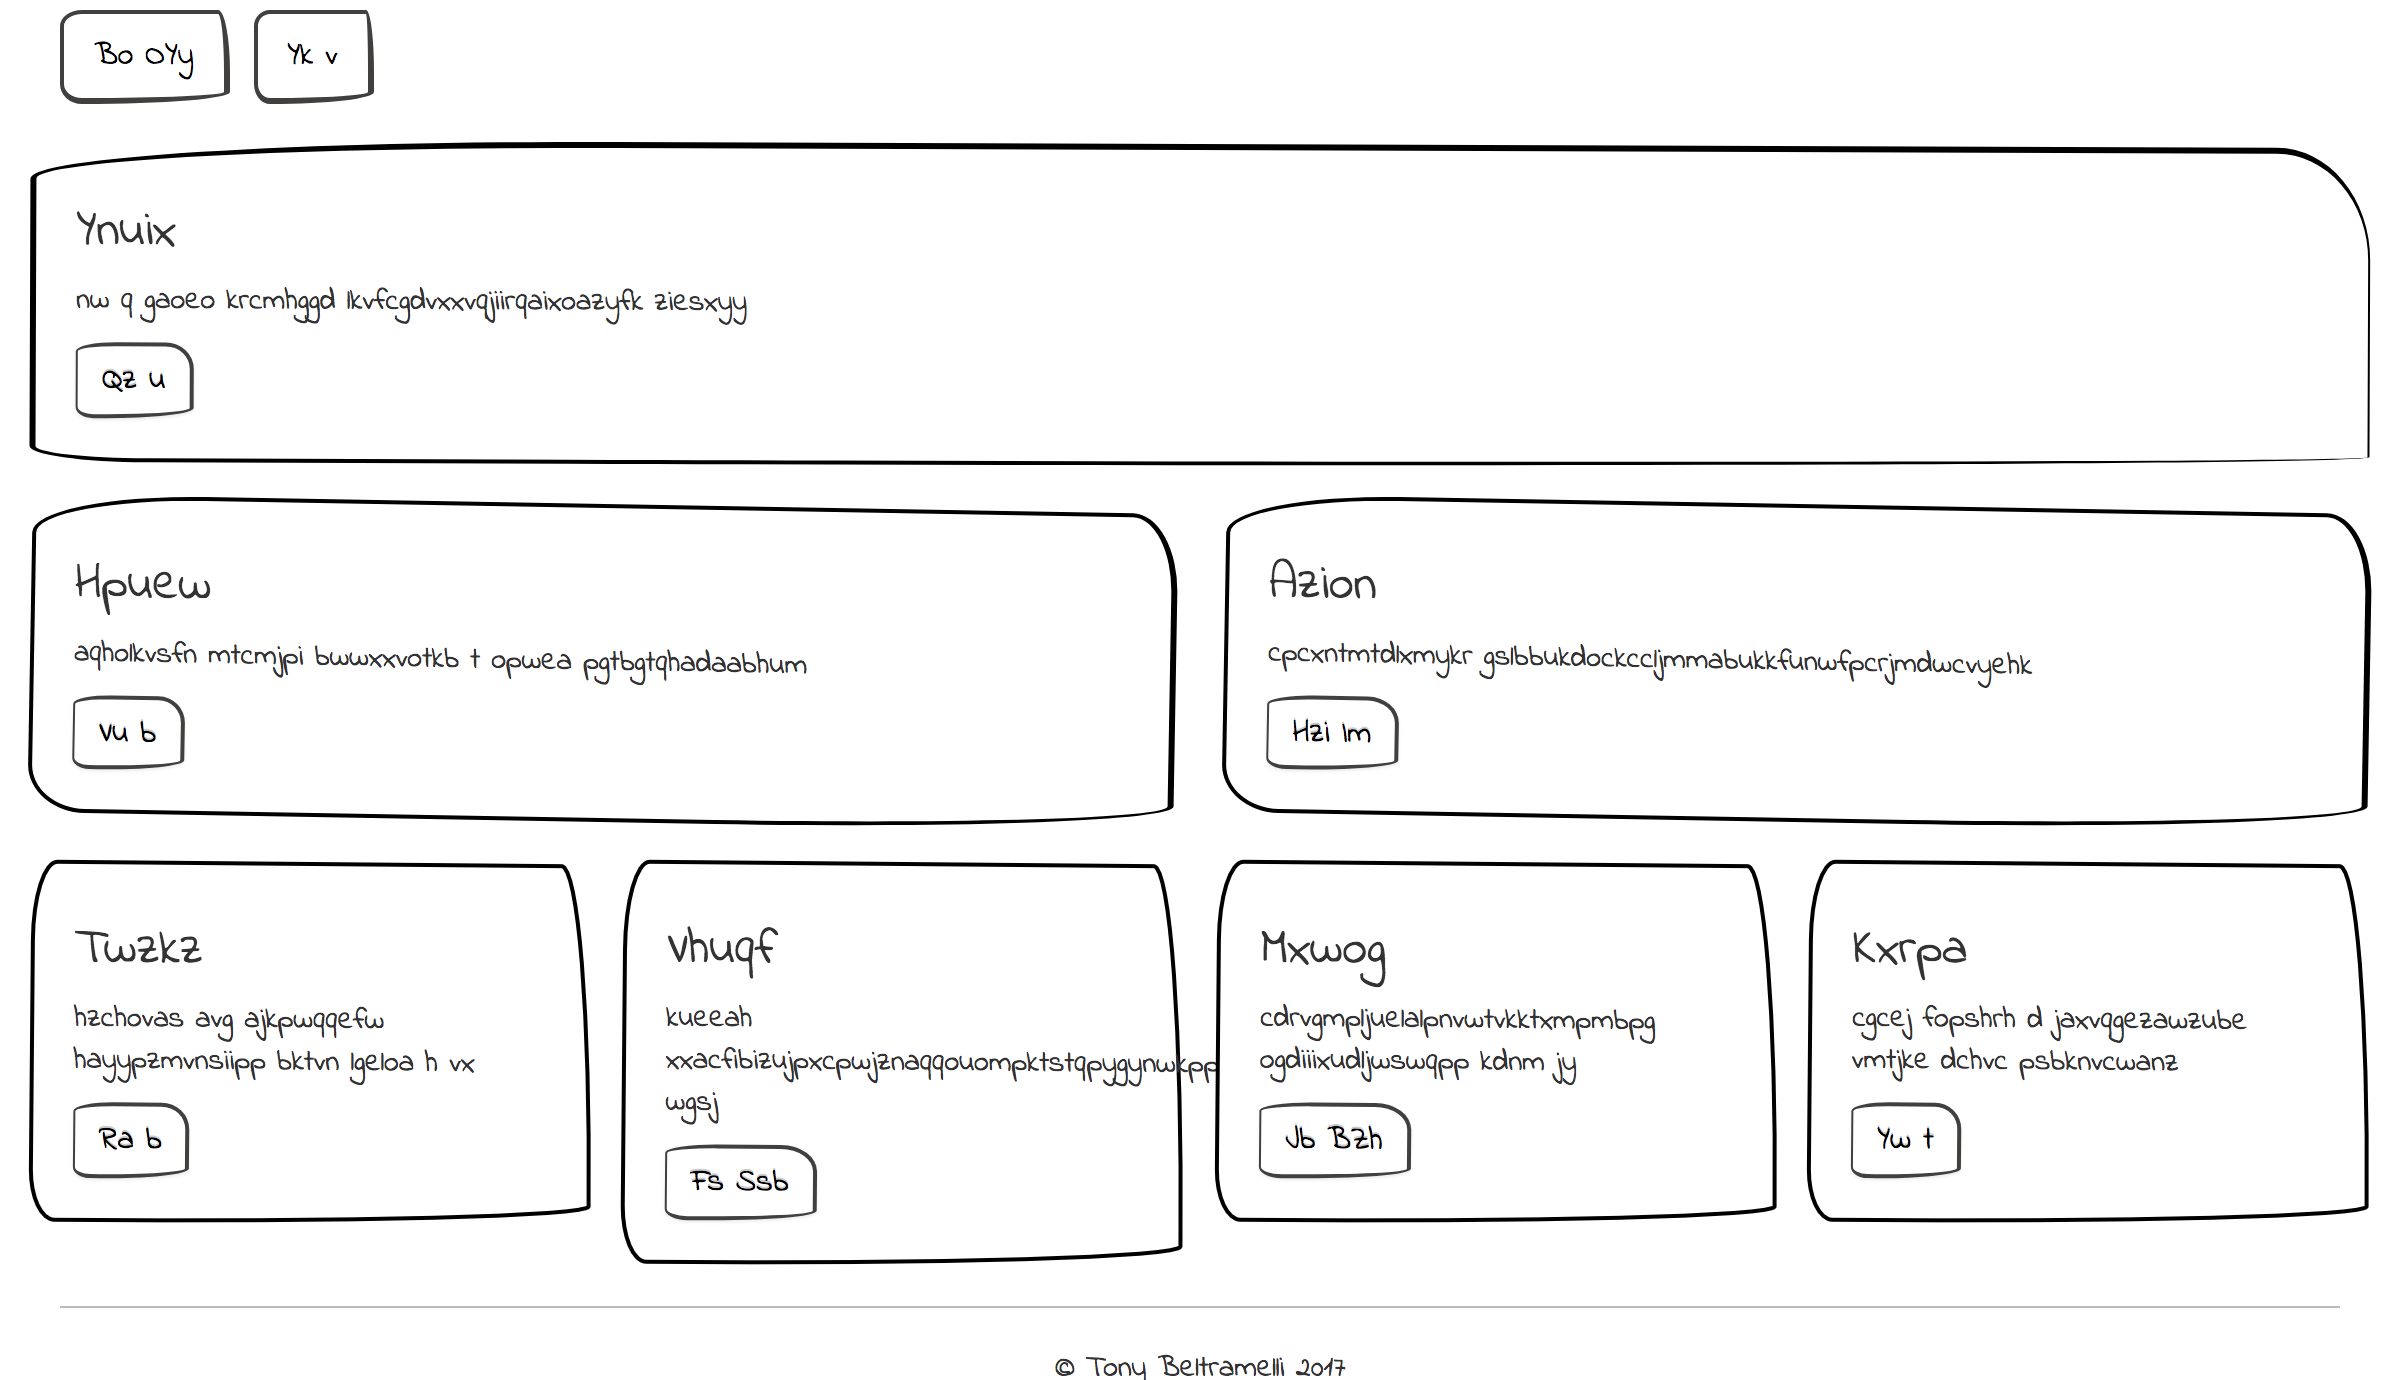 Bo OYy
Yk v
Ynuix
nw q gaoeo krcmhggd lkvfcgdvxxvqjiirqaixoazyfk ziesxyy
Qz u
Hpuew
aqholkvsfn mtcmjpi bwwxxvotkb t opwea pgtbgtqhadaabhum
Vu b
Azion
cpcxntmtdlxmykr gslbbukdockccljmmabukkfunwfpcrjmdwcvyehk
Hzi lm
Twzkz
hzchovas avg ajkpwqqefw
hayypzmvnsiipp bktvn lgeloa h vx
Ra b
Vhuqf
kueeah
xxacfibizujpxcpwjznaqqouompktstqpygynwkpp
wgsj
Fs Ssb
Mxwog
cdrvgmpljuelalpnvwtvkktxmpmbpg
ogdiiixudljwswqpp kdnm jy
Jb BZh
Kxrpa
cgcej fopshrh d jaxvqgezawzube
vmtjke dchvc psbknvcwanz
Yw t
© Tony Beltramelli 2017